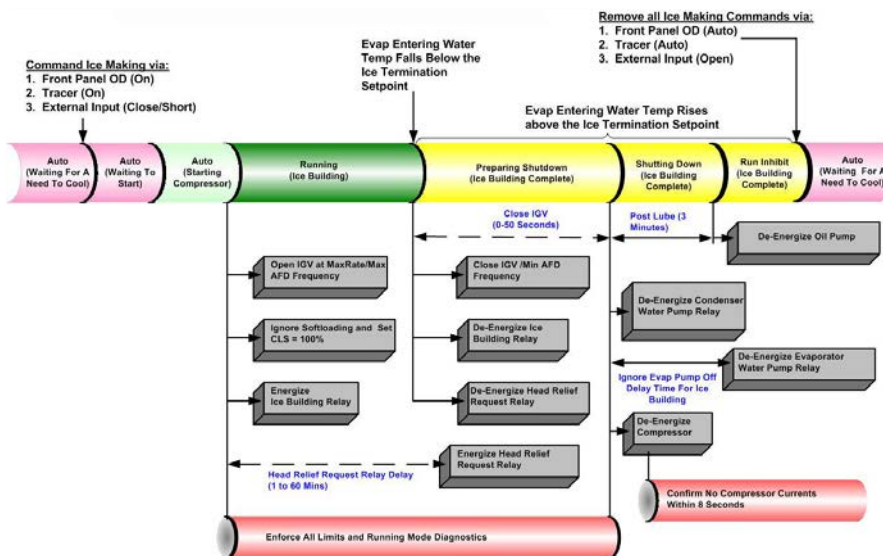 Remove all Ice Making Commands via:
1. Front Panel OD (Auto)
2. Tracer (Auto)
3. External Input (Open)
Evap Entering Water
Temp Falls Below the
Ice Termination
Setpoint
Command Ice Making via:
1. Front Panel OD (On)
2. Tracer (On)
3. External Input (Close/Short)
Evap Entering Water Temp Rises
above the Ice Termination Setpoint
Auto
(Waiting For A
Need To Cool)
Auto
(Waiting To
Start)
Auto
(Starting
Compressor)
Running
(Ice Building)
Preparing Shutdown
(Ice Building Complete)
Shutting Down
(Ice Building
Complete)
Run Inhibit
(Ice Building
Complete)
Auto
(Waiting For A
Need To Cool)
Close IGV
(0-50 Seconds)
Post Lube (3
Minutes)
De-Energize Oil Pump
Open IGV at MaxRate/Max
AFD Frequency
Close IGV /Min AFD
Frequency
De-Energize Condenser
Water Pump Relay
Ignore Softloading and Set
CLS = 100%
De-Energize Ice
Building Relay
De-Energize Evaporator
Water Pump Relay
Ignore Evap Pump Off
Delay Time For Ice
Building
Energize
Ice Building Relay
De-Energize Head Relief
Request Relay
De-Energize
Compressor
Energize Head Relief
Request Relay
Head Relief Request Relay Delay
(1 to 60 Mins)
Confirm No Compressor Currents
Within 8 Seconds
Enforce All Limits and Running Mode Diagnostics